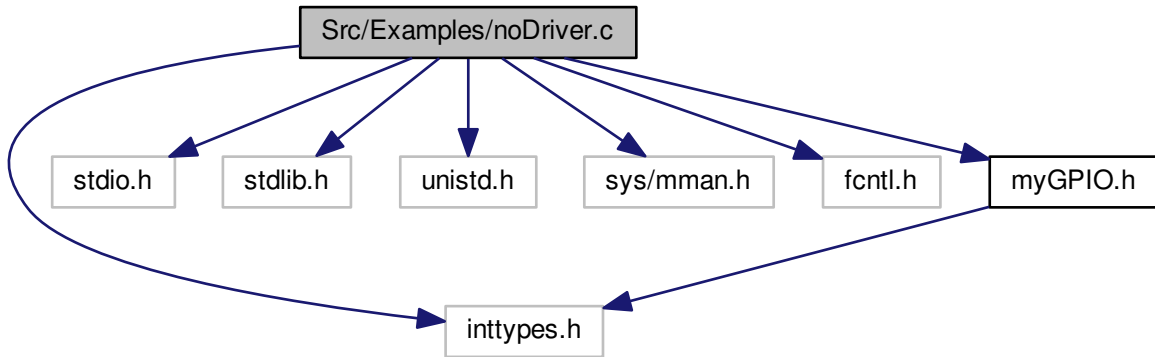 Src/Examples/noDriver.c
stdio.h
stdlib.h
unistd.h
sys/mman.h
fcntl.h
myGPIO.h
inttypes.h